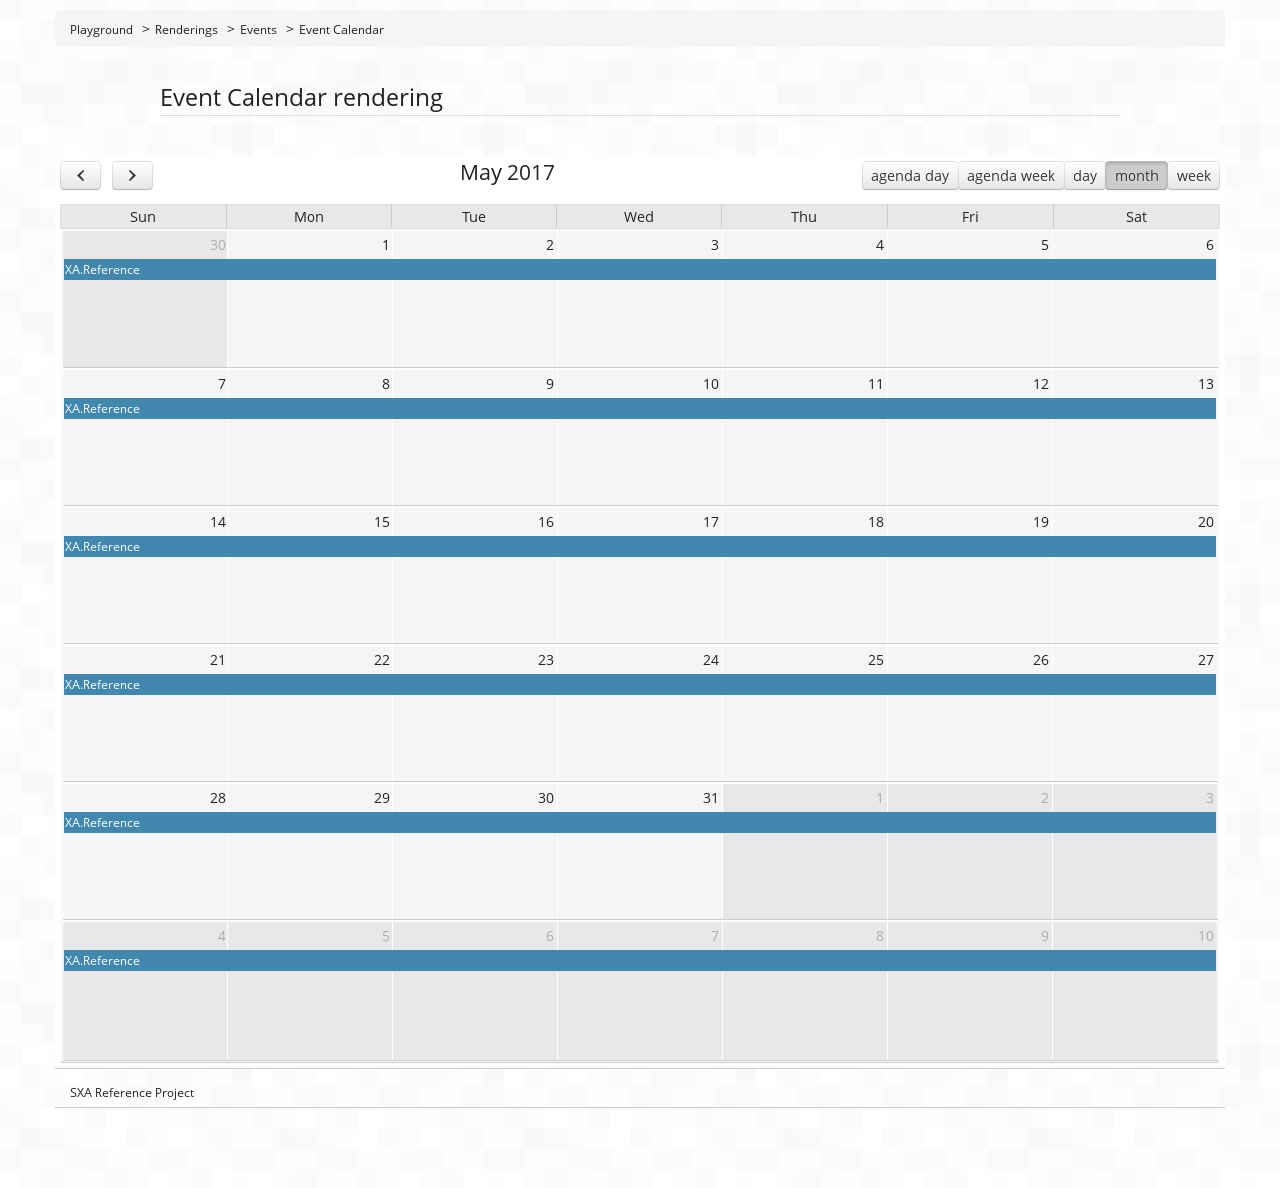 Playground > Renderings > Events > Event Calendar
Event Calendar rendering
May 2017
agenda day agenda week day month week
Sun Mon Tue Wed Thu Fri Sat
30 1 2 3 4 5 6
XA.Reference
7 8 9 10 11 12 13
XA.Reference
14 15 16 17 18 19 20
XA.Reference
21 22 23 24 25 26 27
XA.Reference
28 29 30 31 1 2 3
XA.Reference
4 5 6 7 8 9 10
XA.Reference
SXA Reference Project